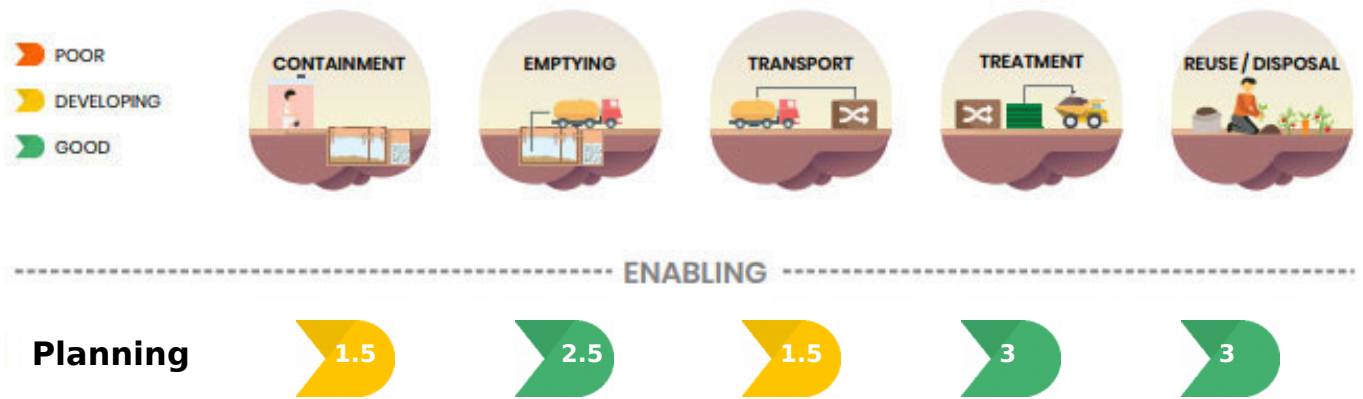 POOR
DEVELOPING
GOOD
CONTAINMENT
EMPTYING
TRANSPORT
TREATMENT
REUSE / DISPOSAL
ENABLING
Planning 1.5 2.5 1.5 3 3